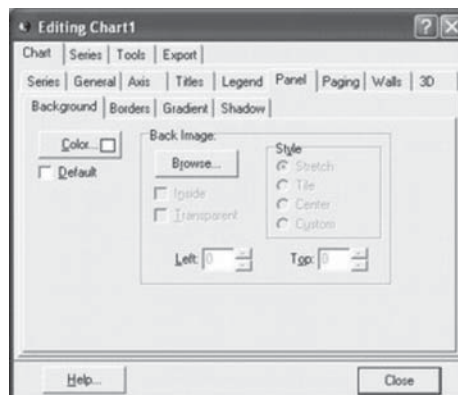 Editing Chart1
Chart Series Tools Export
Series General Axis Titles Legend Panel Paging Walls 3D
Background Borders Gradient Shadow
Color...
Default
Back Image:
Browse...
Inside
Transparent
Style
Stretch
Tile
Center
Custom
Left: 0 Top: 0
Help... Close